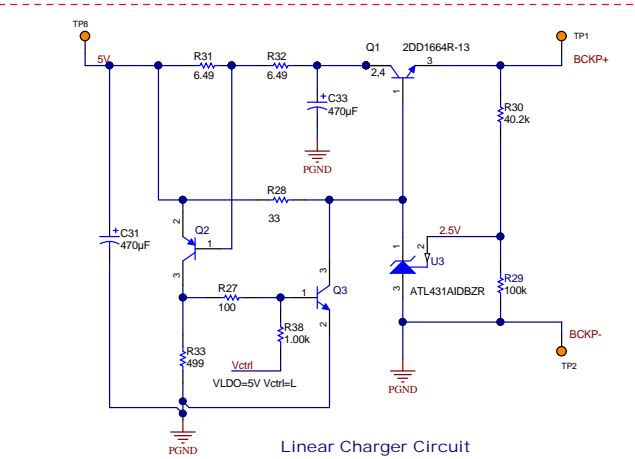 TP8
5V
R31
6.49
R32
6.49
Q1
2DD1664R-13
2,4
3
1
TP1
BCKP+
+
C33
470µF
PGND
R30
40.2k
R28
33
+
C31
470µF
2
Q2
1
3
R27
100
3
1
Q3
2
R38
1.00k
Vctrl
VLDO=5V Vctrl=L
R33
499
PGND
1
2
2.5V
U3
3
ATL431AIDBZR
R29
100k
BCKP-
TP2
PGND
Linear Charger Circuit